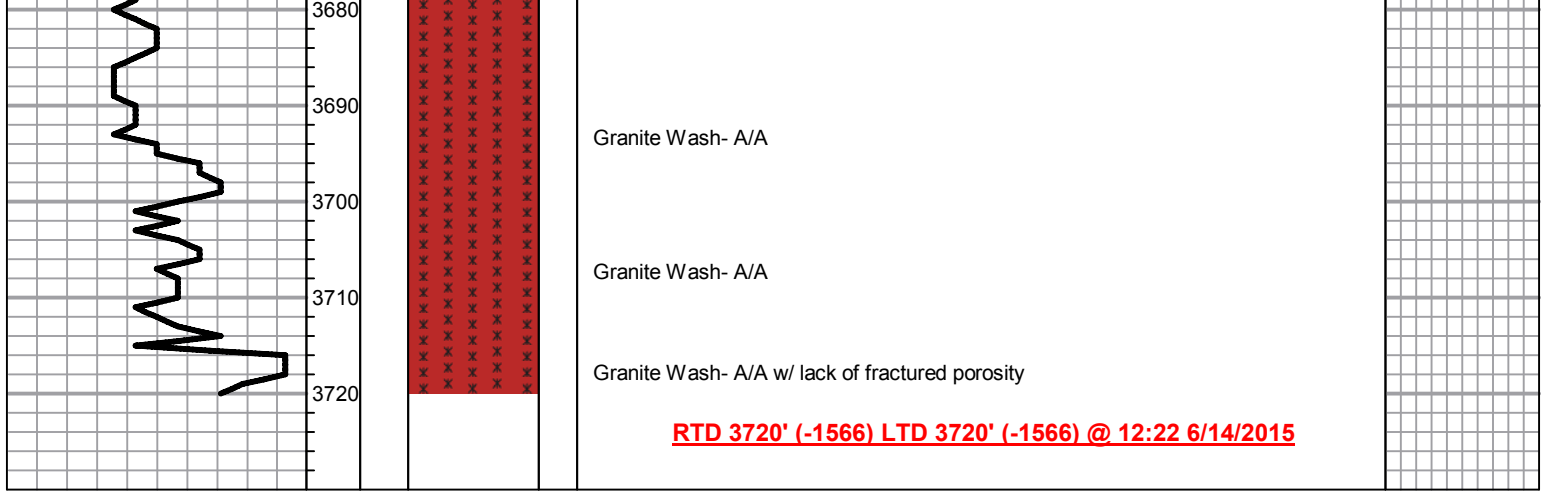 3680
3690
Granite Wash- A/A
3700
Granite Wash- A/A
3710
Granite Wash- A/A w/ lack of fractured porosity
3720
RTD 3720' (-1566) LTD 3720' (-1566) @ 12:22 6/14/2015